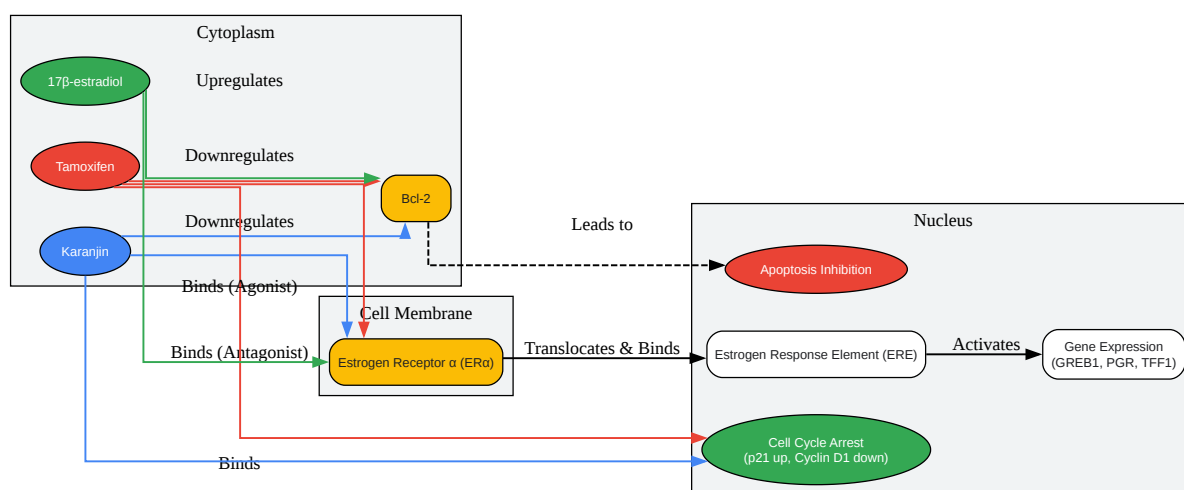 Cytoplasm
17β-estradiol
Upregulates
Tamoxifen
Downregulates
Bcl-2
Downregulates
Karanjin
Leads to
Nucleus
Apoptosis Inhibition
Binds (Agonist)
Cell Membrane
Binds (Antagonist)
Estrogen Receptor α (ERα)
Translocates & Binds
Estrogen Response Element (ERE)
Activates
Gene Expression
(GREB1, PGR, TFF1)
Cell Cycle Arrest
(p21 up, Cyclin D1 down)
Binds